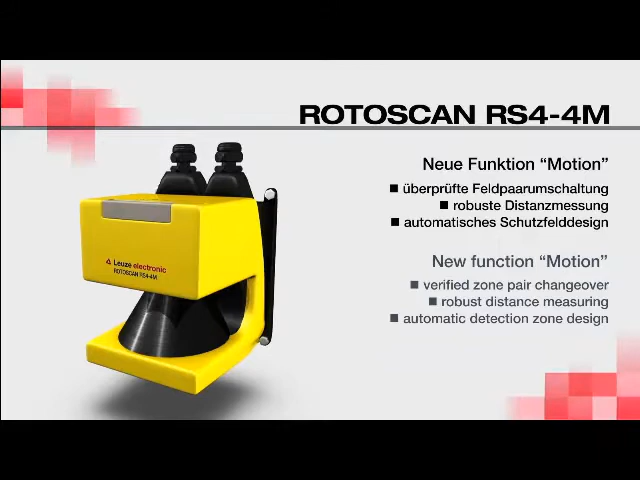 ROTOSCAN RS4-4M
Neue Funktion “Motion”
■ überprüfte Feldpaarumschaltung
■ robuste Distanzmessung
■ automatisches Schutzfelddesign
New function “Motion”
■ verified zone pair changeover
■ robust distance measuring
■ automatic detection zone design
Leuze electronic
ROTOSCAN RS4-4M